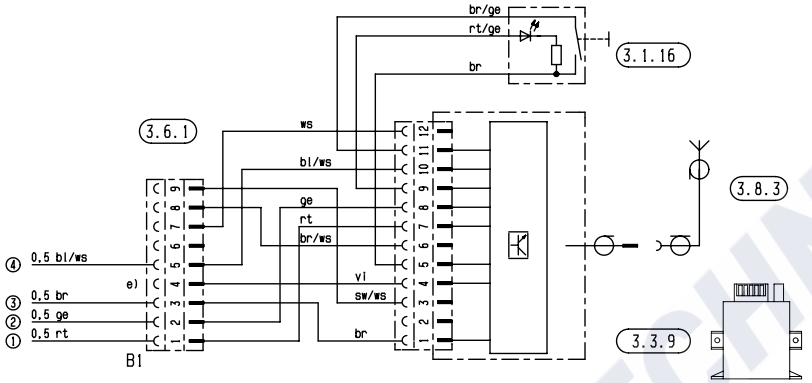 br/ge
rt/ge
br
3.1.16
3.6.1
ws
bl/ws
ge
rt
br/ws
vi
sw/ws
br
12
11
10
9
8
7
6
5
4
3
2
1
9
8
7
6
5
4
3
2
1
4 0,5 bl/ws
e)
3 0,5 br
2 0,5 ge
1 0,5 rt
B1
3.8.3
3.3.9
TECHN